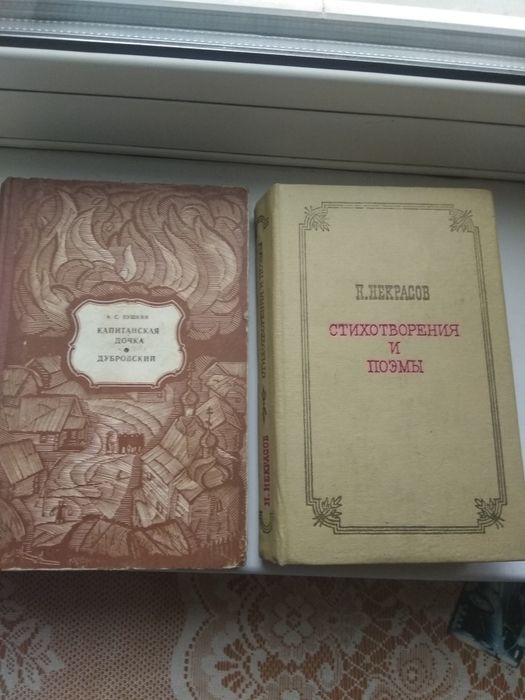 А. С. ПУШКИН
КАПИТАНСКАЯ
ДОЧКА
ДУБРОВСКИЙ
Н. НЕКРАСОВ
СТИХОТВОРЕНИЯ
И
ПОЭМЫ
Н. НЕКРАСОВ